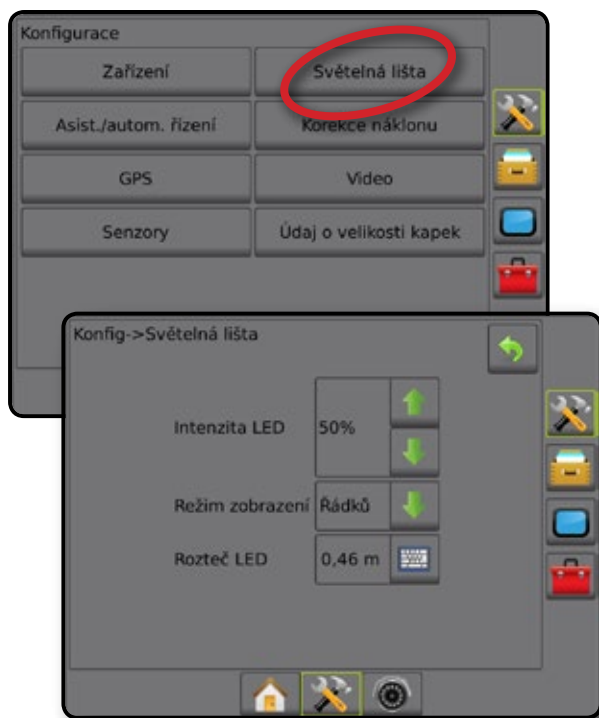 Konfigurace
Zařízení Světelná lišta
Asist./autom. řízení Korekce náklonu
GPS Video
Senzory Údaj o velikosti kapek
Konfig->Světelná lišta
Intenzita LED 50%
Režim zobrazení Řádků
Rozteč LED 0,46 m